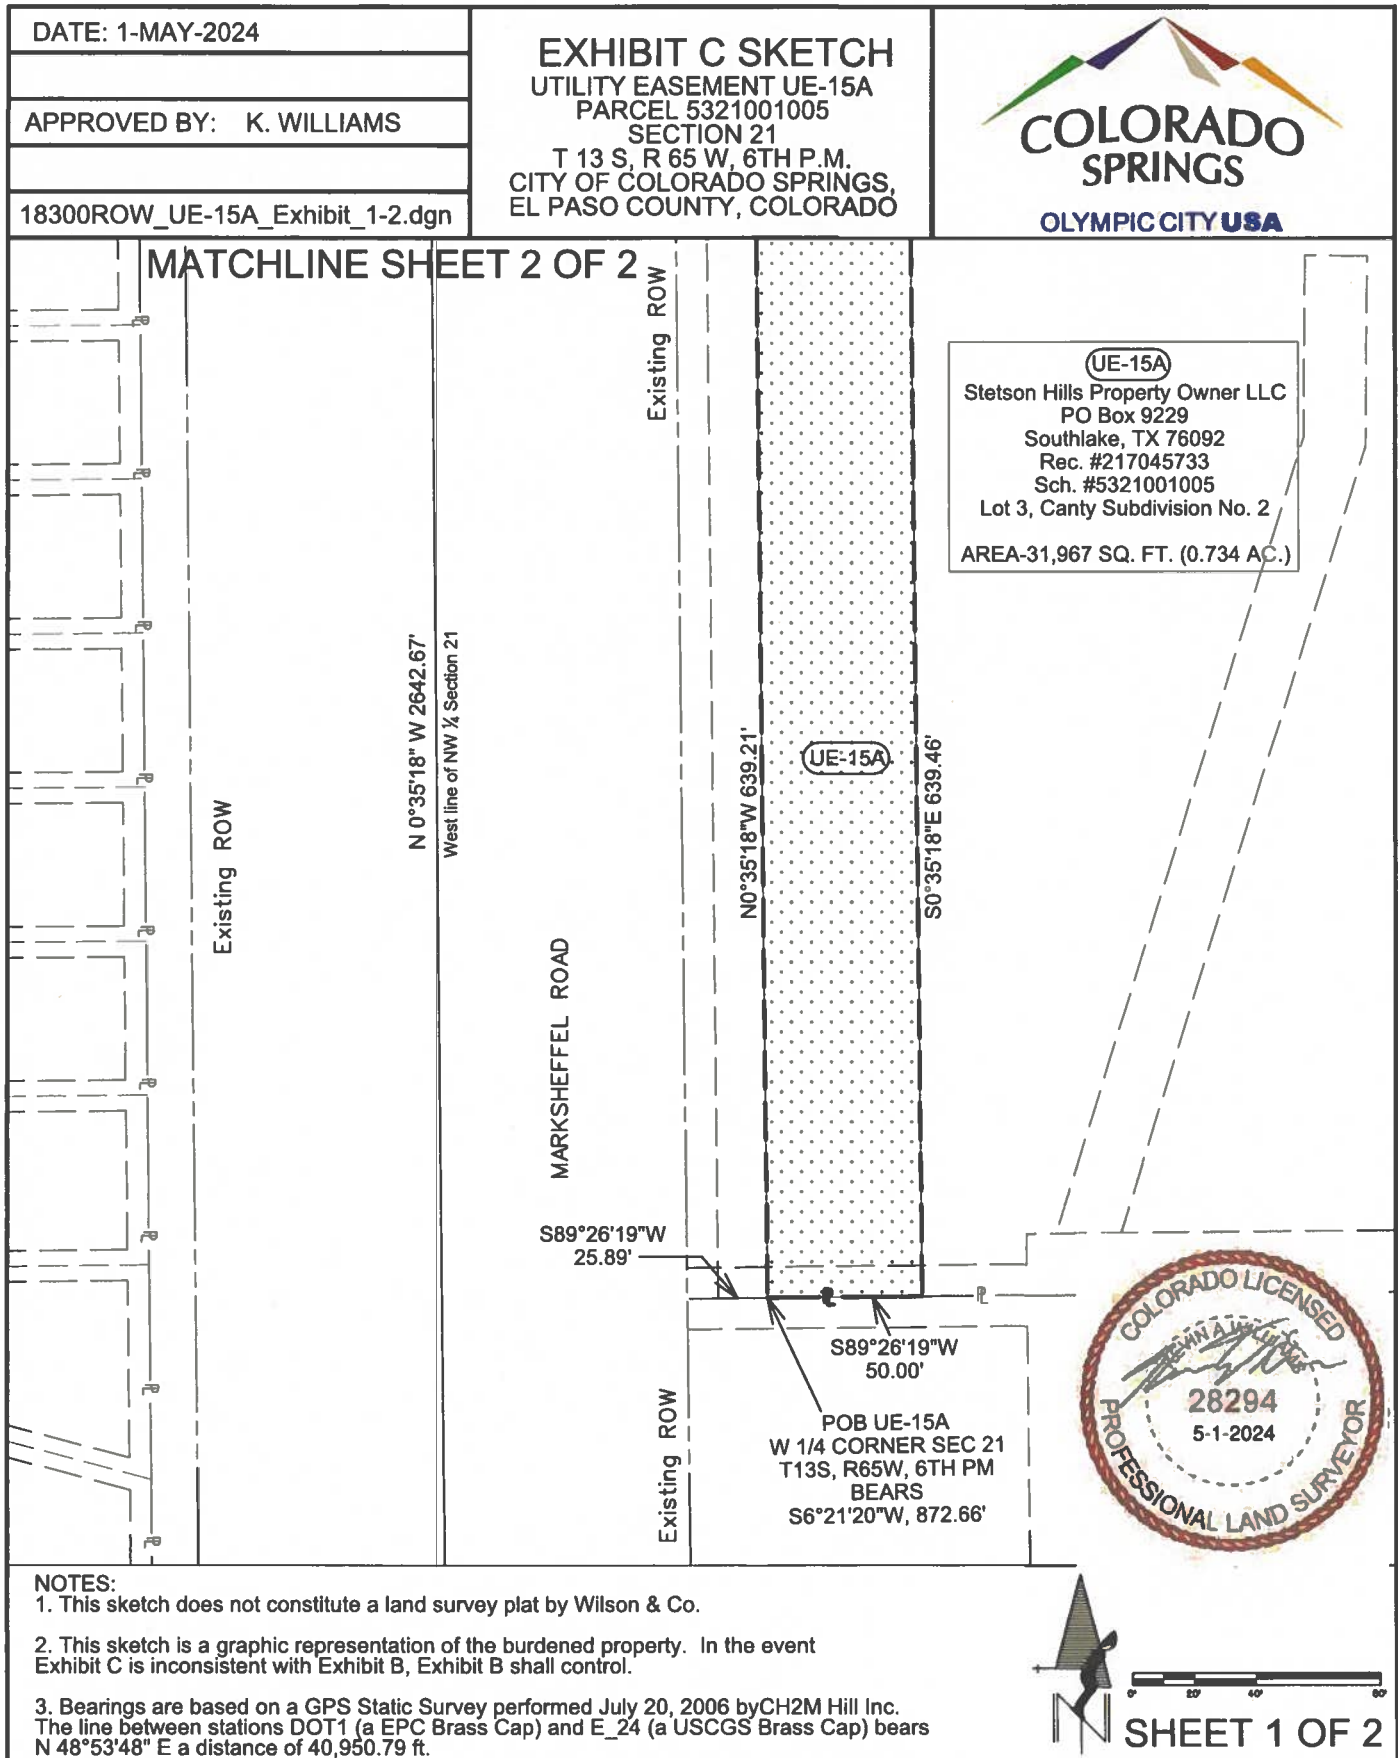 DATE: 1-MAY-2024
APPROVED BY: K. WILLIAMS
18300ROW_UE-15A_Exhibit_1-2.dgn
EXHIBIT C SKETCH
UTILITY EASEMENT UE-15A
PARCEL 5321001005
SECTION 21
T 13 S, R 65 W, 6TH P.M.
CITY OF COLORADO SPRINGS,
EL PASO COUNTY, COLORADO
COLORADO
SPRINGS
OLYMPIC CITY USA
MATCHLINE SHEET 2 OF 2
Existing ROW
UE-15A
Stetson Hills Property Owner LLC
PO Box 9229
Southlake, TX 76092
Rec. #217045733
Sch. #5321001005
Lot 3, Canty Subdivision No. 2
AREA-31,967 SQ. FT. (0.734 AC.)
N 0°35'18" W 2642.67'
West line of NW ¼ Section 21
Existing ROW
MARKSHEFFEL ROAD
N0°35'18"W 639.21'
UE-15A
S0°35'18"E 639.46'
S89°26'19"W
25.89'
S89°26'19"W
50.00'
POB UE-15A
W 1/4 CORNER SEC 21
T13S, R65W, 6TH PM
BEARS
S6°21'20"W, 872.66'
Existing ROW
COLORADO LICENSED
KEVIN A. WILLIAMS
28294
5-1-2024
PROFESSIONAL LAND SURVEYOR
NOTES:
1. This sketch does not constitute a land survey plat by Wilson & Co.
2. This sketch is a graphic representation of the burdened property. In the event
Exhibit C is inconsistent with Exhibit B, Exhibit B shall control.
3. Bearings are based on a GPS Static Survey performed July 20, 2006 byCH2M Hill Inc.
The line between stations DOT1 (a EPC Brass Cap) and E_24 (a USCGS Brass Cap) bears
N 48°53'48" E a distance of 40,950.79 ft.
N
0' 20' 40' 80'
SHEET 1 OF 2